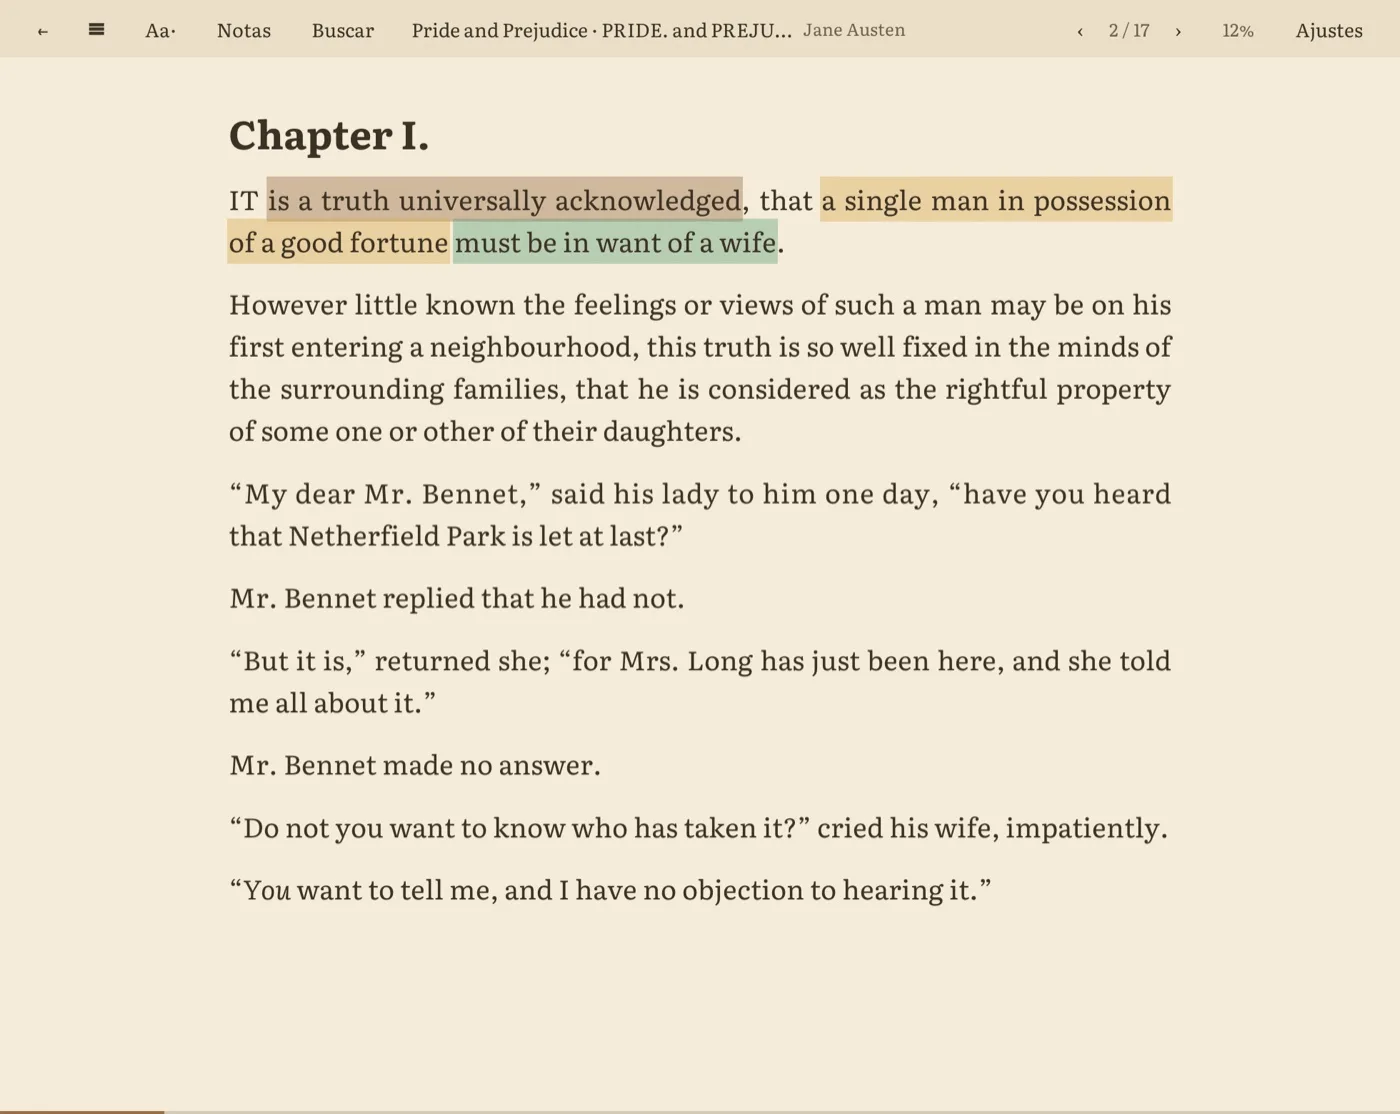 ← ≡ Aa· Notas Buscar Pride and Prejudice · PRIDE. and PREJU... Jane Austen ‹ 2 / 17 › 12% Ajustes
Chapter I.
IT is a truth universally acknowledged, that a single man in possession
of a good fortune must be in want of a wife.
However little known the feelings or views of such a man may be on his
first entering a neighbourhood, this truth is so well fixed in the minds of
the surrounding families, that he is considered as the rightful property
of some one or other of their daughters.
“My dear Mr. Bennet,” said his lady to him one day, “have you heard
that Netherfield Park is let at last?”
Mr. Bennet replied that he had not.
“But it is,” returned she; “for Mrs. Long has just been here, and she told
me all about it.”
Mr. Bennet made no answer.
“Do not you want to know who has taken it?” cried his wife, impatiently.
“You want to tell me, and I have no objection to hearing it.”